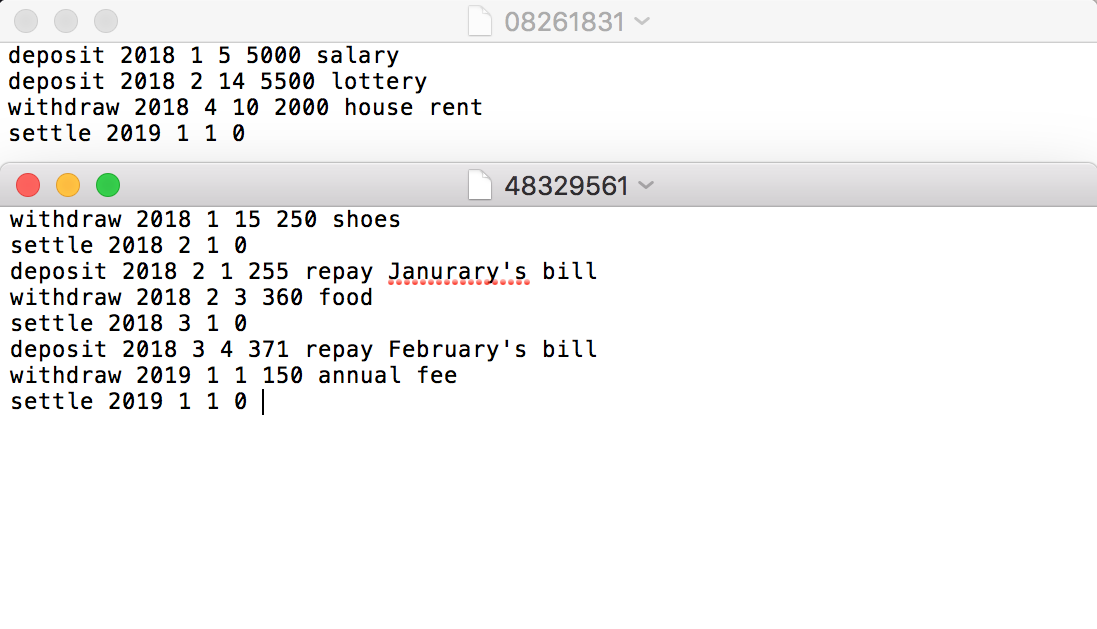 08261831
deposit 2018 1 5 5000 salary
deposit 2018 2 14 5500 lottery
withdraw 2018 4 10 2000 house rent
settle 2019 1 1 0
48329561
withdraw 2018 1 15 250 shoes
settle 2018 2 1 0
deposit 2018 2 1 255 repay Janurary's bill
withdraw 2018 2 3 360 food
settle 2018 3 1 0
deposit 2018 3 4 371 repay February's bill
withdraw 2019 1 1 150 annual fee
settle 2019 1 1 0